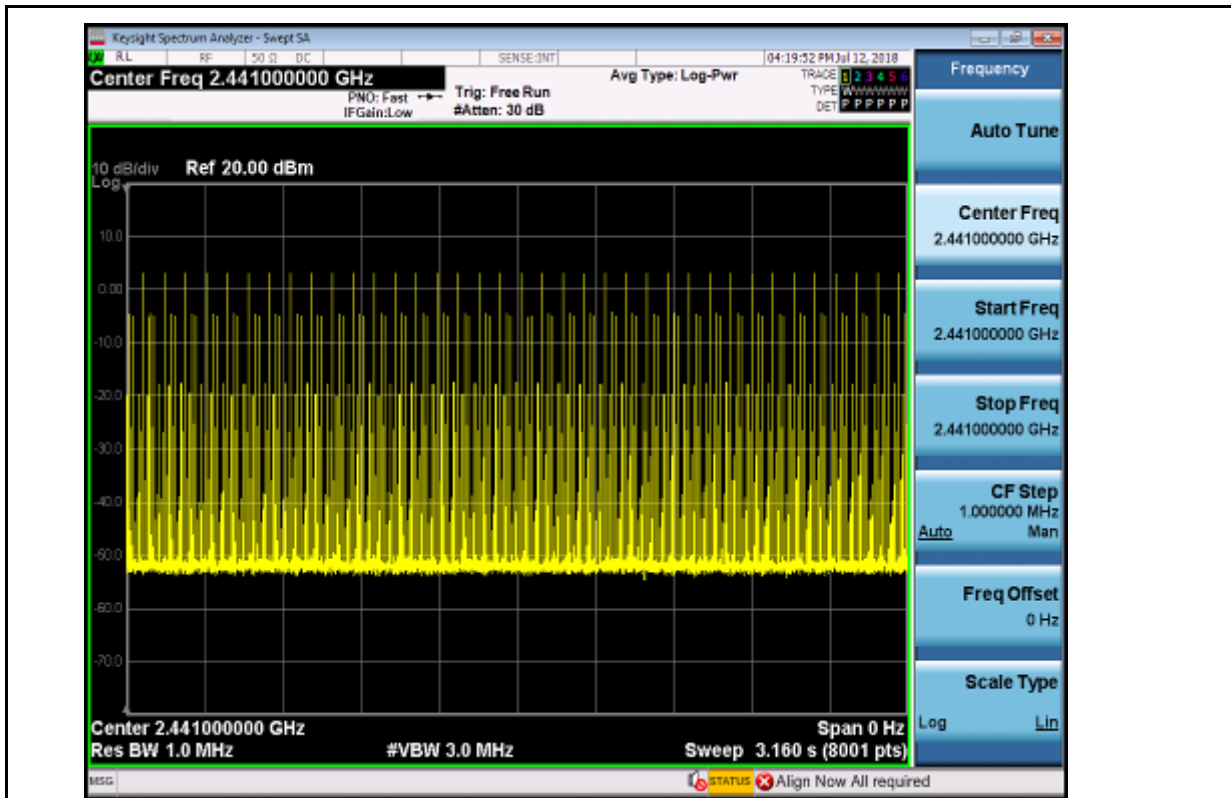 Keysight Spectrum Analyzer - Swept SA
RL RF 50 Ω DC SENSE:INT 04:19:52 PM Jul 12, 2018
Center Freq 2.441000000 GHz Avg Type: Log-Pwr TRACE 1 2 3 4 5 6
PNO: Fast Trig: Free Run TYPE WWWWWW
IFGain:Low #Atten: 30 dB DET P P P P P P
Frequency
Auto Tune
10 dB/div Ref 20.00 dBm
Log
10.0
0.00
-10.0
-20.0
-30.0
-40.0
-50.0
-60.0
-70.0
Center 2.441000000 GHz Span 0 Hz
Res BW 1.0 MHz #VBW 3.0 MHz Sweep 3.160 s (8001 pts)
Center Freq
2.441000000 GHz
Start Freq
2.441000000 GHz
Stop Freq
2.441000000 GHz
CF Step
1.000000 MHz
Auto Man
Freq Offset
0 Hz
Scale Type
Log Lin
MSG STATUS Align Now All required